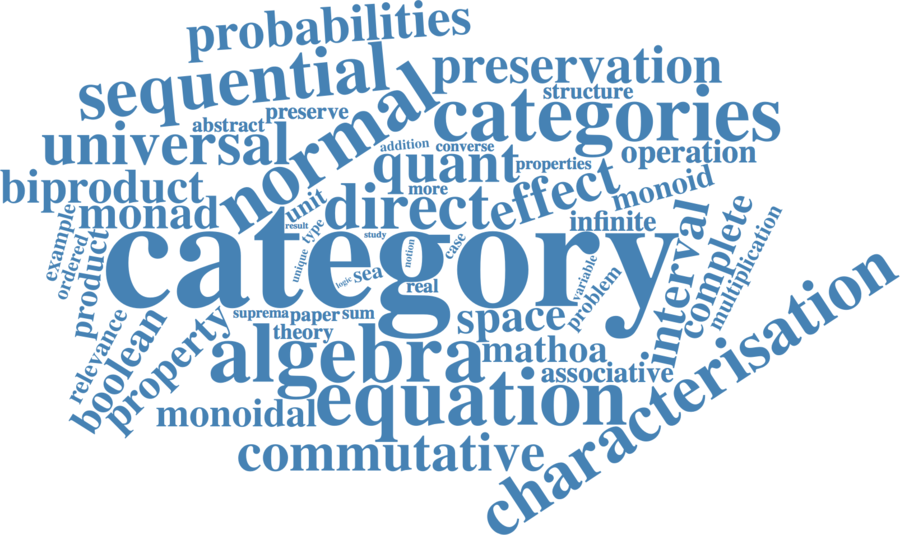 probabilities
sequential
preservation
structure
preserve
normal
categories
abstract
universal
addition
converse
operation
quant
properties
biproduct
more
effect
monoid
monad
unit
direct
infinite
example
result
type
study
case
interval
complete
multiplication
ordered
product
category
unique
notion
logic
sea
real
variable
problem
suprema
paper
sum
space
theory
relevance
boolean
property
algebra
mathoa
associative
characterisation
monoidal
equation
commutative